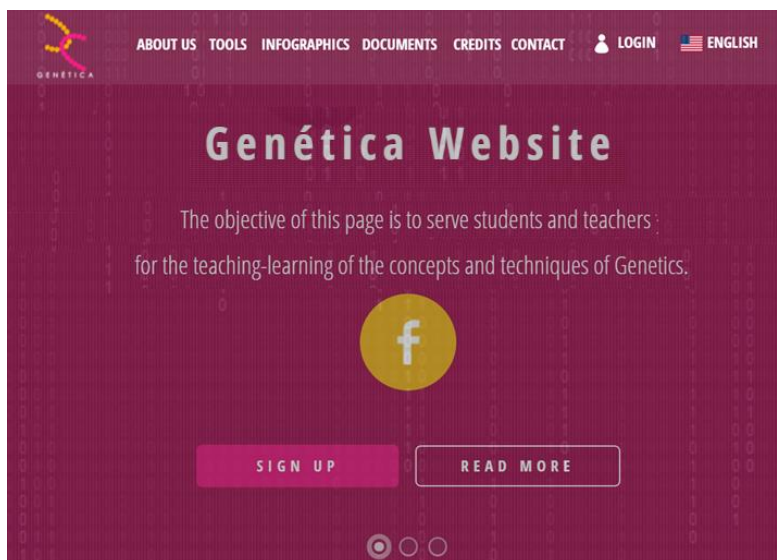 GENÉTICA
ABOUT US TOOLS INFOGRAPHICS DOCUMENTS CREDITS CONTACT LOGIN ENGLISH
Genética Website
The objective of this page is to serve students and teachers
for the teaching-learning of the concepts and techniques of Genetics.
f
SIGN UP READ MORE